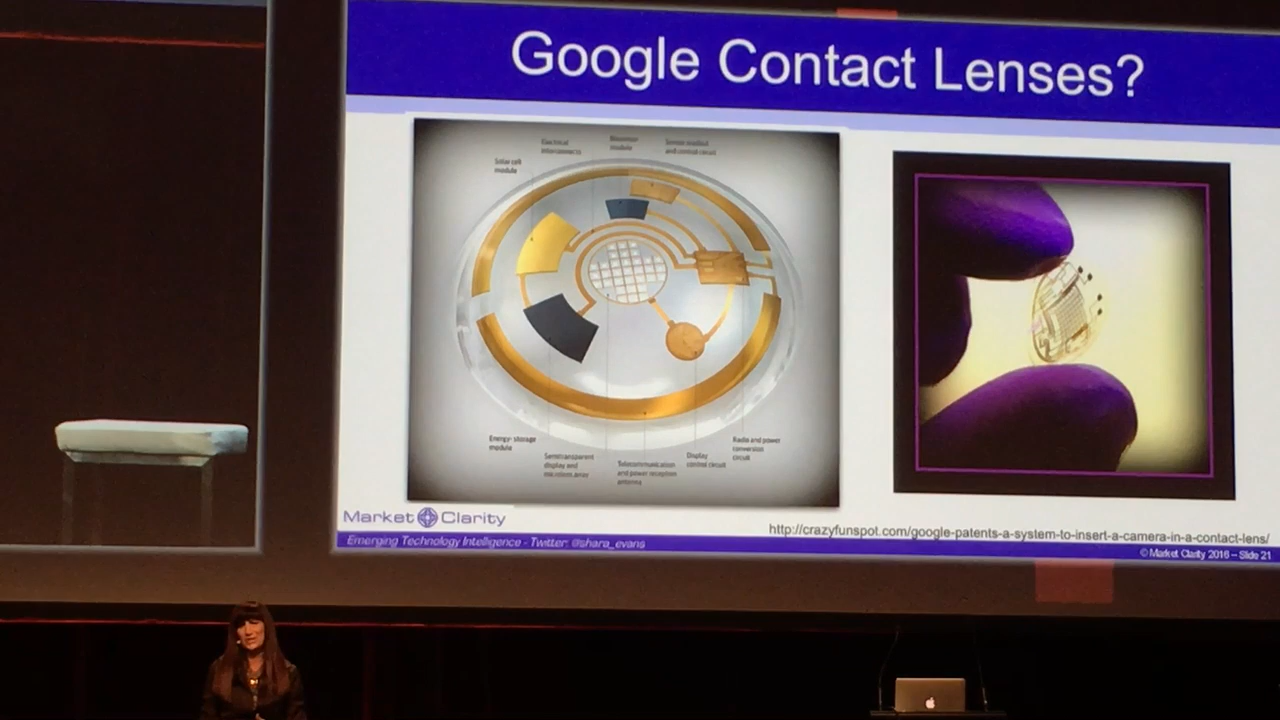 Google Contact Lenses?
Electrical
interconnects
Biosensor
module
Sensor readout
and control circuit
Solar cell
module
Energy-storage
module
Semitransparent
display and
microlens array
Telecommunication
and power reception
antenna
Display
control circuit
Radio and power
conversion
circuit
Market Clarity
http://crazyfunspot.com/google-patents-a-system-to-insert-a-camera-in-a-contact-lens/
Emerging Technology Intelligence - Twitter: @shara_evans
© Market Clarity 2016 – Slide 21